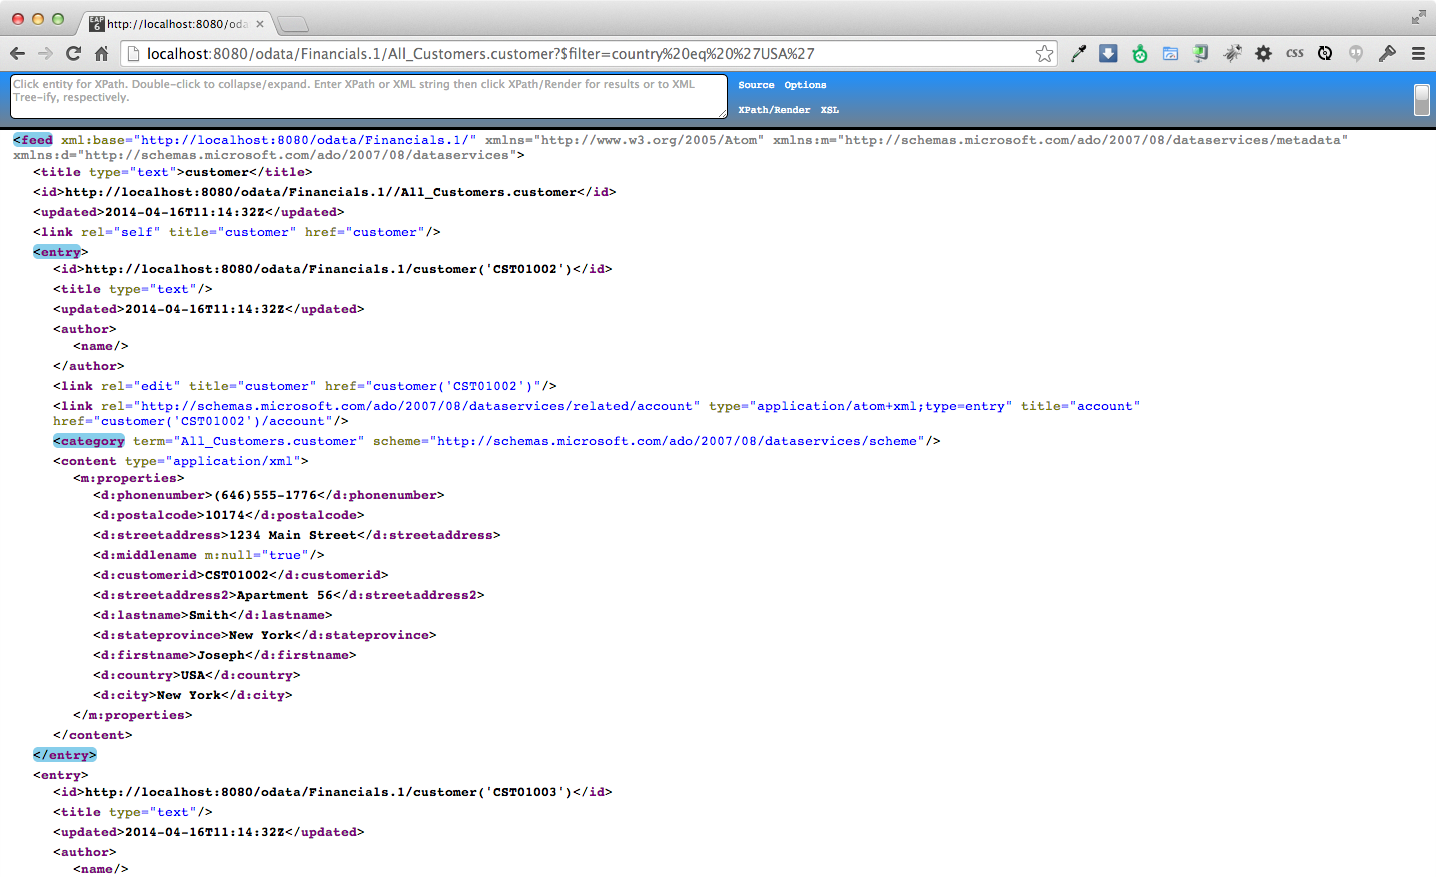 EAP
6
http://localhost:8080/oda
localhost:8080/odata/Financials.1/All_Customers.customer?$filter=country%20eq%20%27USA%27
css
Click entity for XPath. Double-click to collapse/expand. Enter XPath or XML string then click XPath/Render for results or to XML
Tree-ify, respectively.
Source Options
XPath/Render XSL
<feed xml:base="http://localhost:8080/odata/Financials.1/" xmlns="http://www.w3.org/2005/Atom" xmlns:m="http://schemas.microsoft.com/ado/2007/08/dataservices/metadata"
xmlns:d="http://schemas.microsoft.com/ado/2007/08/dataservices">
<title type="text">customer</title>
<id>http://localhost:8080/odata/Financials.1//All_Customers.customer</id>
<updated>2014-04-16T11:14:32Z</updated>
<link rel="self" title="customer" href="customer"/>
<entry>
<id>http://localhost:8080/odata/Financials.1/customer('CST01002')</id>
<title type="text"/>
<updated>2014-04-16T11:14:32Z</updated>
<author>
<name/>
</author>
<link rel="edit" title="customer" href="customer('CST01002')"/>
<link rel="http://schemas.microsoft.com/ado/2007/08/dataservices/related/account" type="application/atom+xml;type=entry" title="account"
href="customer('CST01002')/account"/>
<category term="All_Customers.customer" scheme="http://schemas.microsoft.com/ado/2007/08/dataservices/scheme"/>
<content type="application/xml">
<m:properties>
<d:phonenumber>(646)555-1776</d:phonenumber>
<d:postalcode>10174</d:postalcode>
<d:streetaddress>1234 Main Street</d:streetaddress>
<d:middlename m:null="true"/>
<d:customerid>CST01002</d:customerid>
<d:streetaddress2>Apartment 56</d:streetaddress2>
<d:lastname>Smith</d:lastname>
<d:stateprovince>New York</d:stateprovince>
<d:firstname>Joseph</d:firstname>
<d:country>USA</d:country>
<d:city>New York</d:city>
</m:properties>
</content>
</entry>
<entry>
<id>http://localhost:8080/odata/Financials.1/customer('CST01003')</id>
<title type="text"/>
<updated>2014-04-16T11:14:32Z</updated>
<author>
<name/>